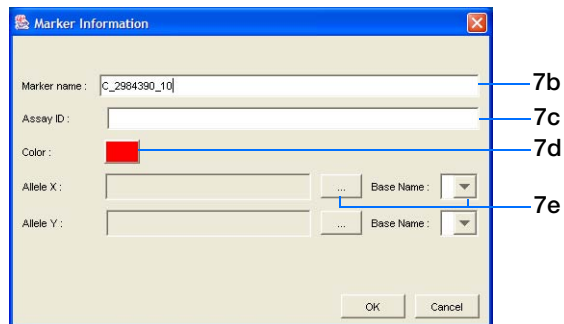 Marker Information
Marker name : C_2984390_10 7b
Assay ID : 7c
Color : 7d
Allele X : ... Base Name :
7e
Allele Y : ... Base Name :
OK Cancel